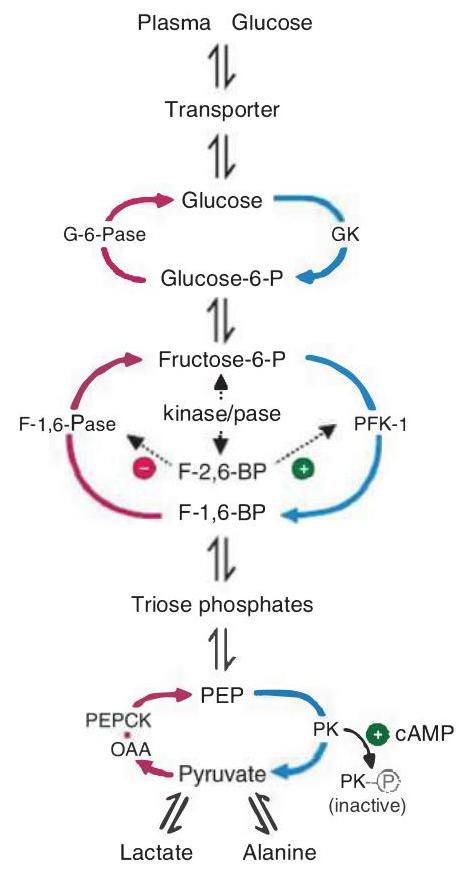 Plasma Glucose
Transporter
Glucose
G-6-Pase
GK
Glucose-6-P
Fructose-6-P
kinase/pase
F-1,6-Pase
PFK-1
−
F-2,6-BP
+
F-1,6-BP
Triose phosphates
PEP
PEPCK
OAA
PK
+ cAMP
Pyruvate
PK--P
(inactive)
Lactate
Alanine